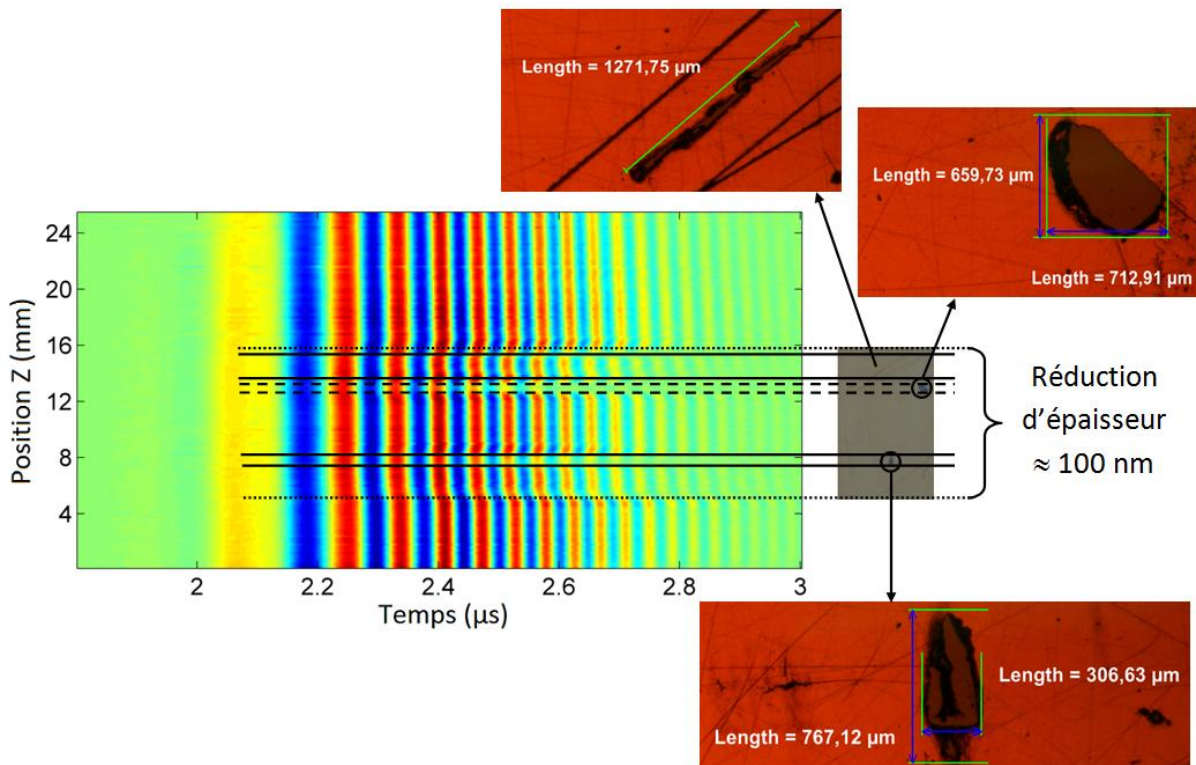 Length = 1271,75 µm
Length = 659,73 µm
Length = 712,91 µm
Position Z (mm)
24
20
16
12
8
4
2
2.2
2.4
2.6
2.8
3
Temps (µs)
Réduction
d'épaisseur
≈ 100 nm
Length = 306,63 µm
Length = 767,12 µm